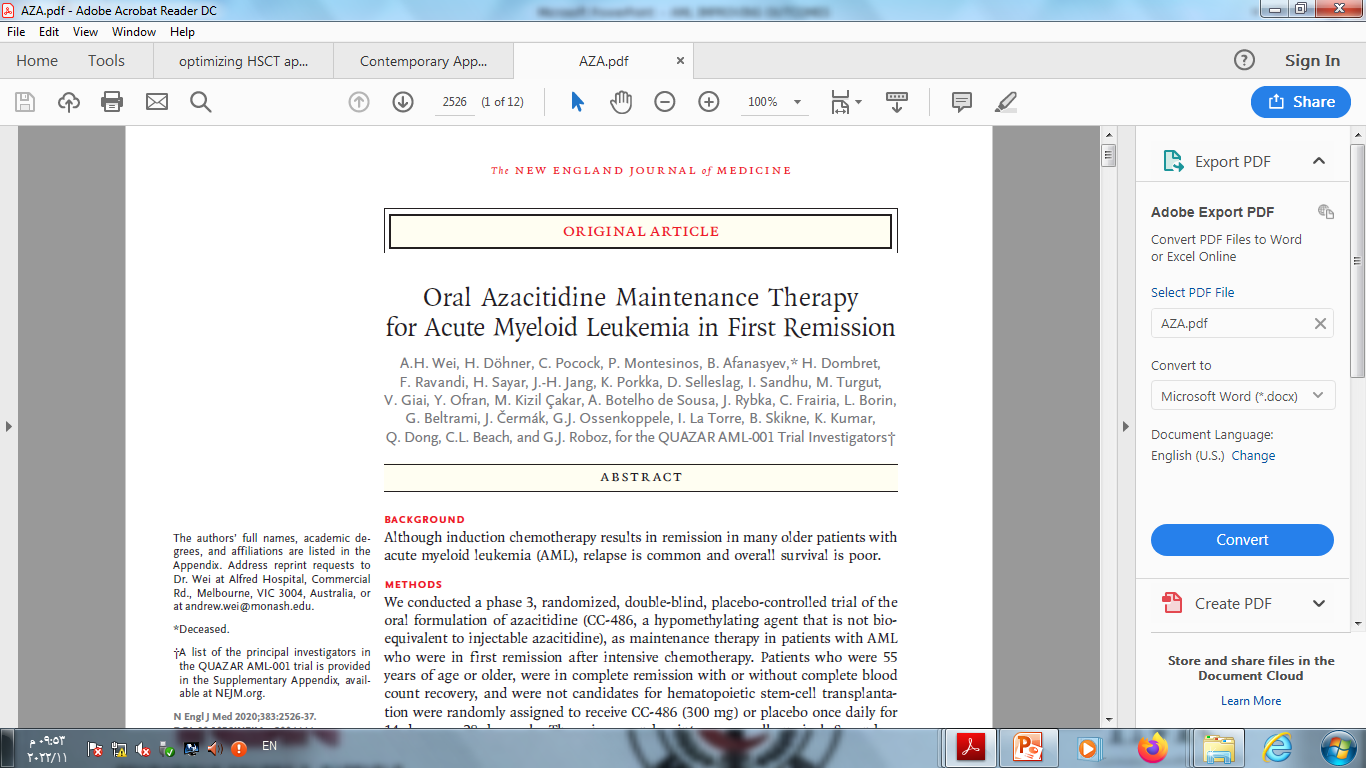 AZA.pdf - Adobe Acrobat Reader DC
File Edit View Window Help
Home Tools optimizing HSCT ap... Contemporary App... AZA.pdf Sign In
2526 (1 of 12) 100% Share
The NEW ENGLAND JOURNAL of MEDICINE
ORIGINAL ARTICLE
Oral Azacitidine Maintenance Therapy
for Acute Myeloid Leukemia in First Remission
A.H. Wei, H. Döhner, C. Pocock, P. Montesinos, B. Afanasyev,* H. Dombret,
F. Ravandi, H. Sayar, J.-H. Jang, K. Porkka, D. Selleslag, I. Sandhu, M. Turgut,
V. Giai, Y. Ofran, M. Kizil Çakar, A. Botelho de Sousa, J. Rybka, C. Frairia, L. Borin,
G. Beltrami, J. Čermák, G.J. Ossenkoppele, I. La Torre, B. Skikne, K. Kumar,
Q. Dong, C.L. Beach, and G.J. Roboz, for the QUAZAR AML-001 Trial Investigators†
ABSTRACT
BACKGROUND
Although induction chemotherapy results in remission in many older patients with
acute myeloid leukemia (AML), relapse is common and overall survival is poor.
METHODS
We conducted a phase 3, randomized, double-blind, placebo-controlled trial of the
oral formulation of azacitidine (CC-486, a hypomethylating agent that is not bio-
equivalent to injectable azacitidine), as maintenance therapy in patients with AML
who were in first remission after intensive chemotherapy. Patients who were 55
years of age or older, were in complete remission with or without complete blood
count recovery, and were not candidates for hematopoietic stem-cell transplanta-
tion were randomly assigned to receive CC-486 (300 mg) or placebo once daily for
The authors' full names, academic de-
grees, and affiliations are listed in the
Appendix. Address reprint requests to
Dr. Wei at Alfred Hospital, Commercial
Rd., Melbourne, VIC 3004, Australia, or
at andrew.wei@monash.edu.
*Deceased.
†A list of the principal investigators in
the QUAZAR AML-001 trial is provided
in the Supplementary Appendix, avail-
able at NEJM.org.
N Engl J Med 2020;383:2526-37.
Export PDF
Adobe Export PDF
Convert PDF Files to Word
or Excel Online
Select PDF File
AZA.pdf
Convert to
Microsoft Word (*.docx)
Document Language:
English (U.S.) Change
Convert
Create PDF
Store and share files in the
Document Cloud
Learn More
EN
٠٩:٥٣ م
٢٠٢٢/١١